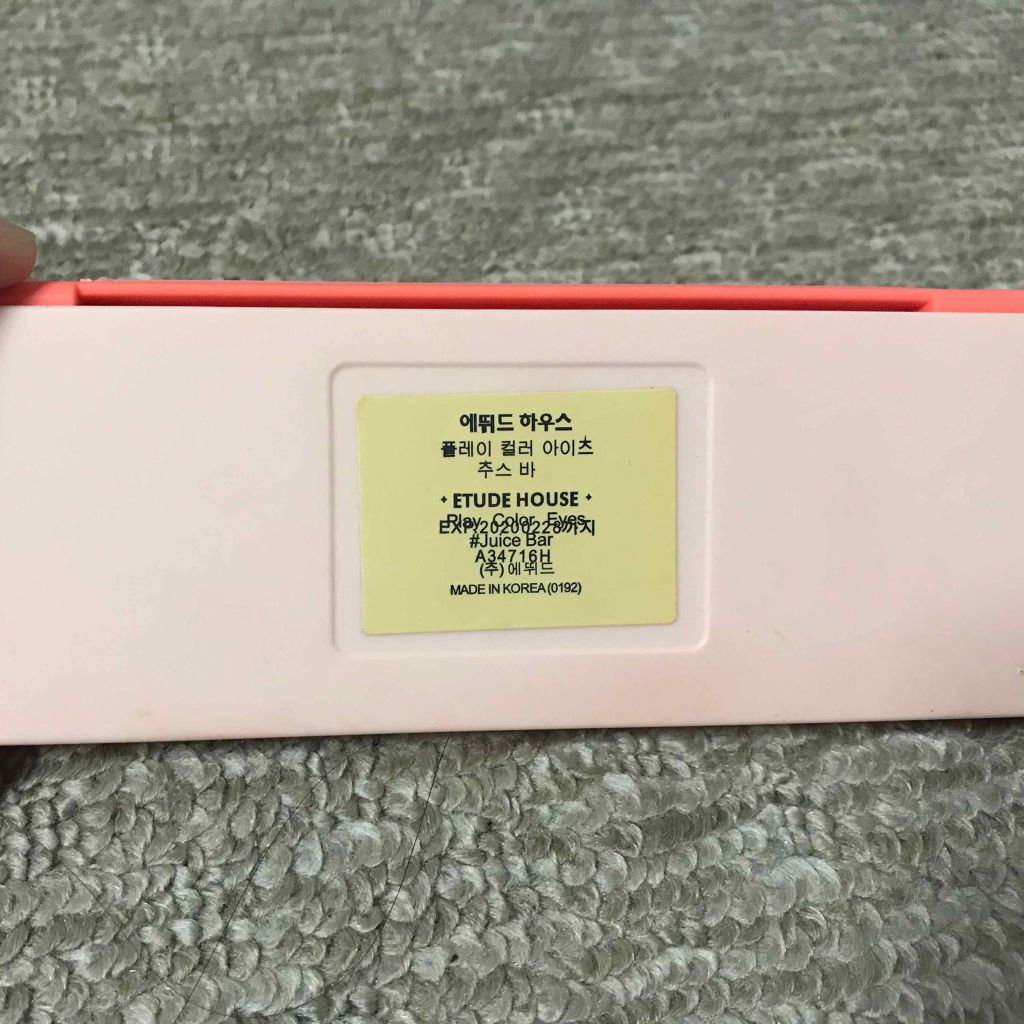 에뛰드 하우스
플레이 컬러 아이즈
쥬스 바
ETUDE HOUSE
Play Color Eyes
EXP 20200228까지
#Juice Bar
A34716H
(주) 에뛰드
MADE IN KOREA (0192)